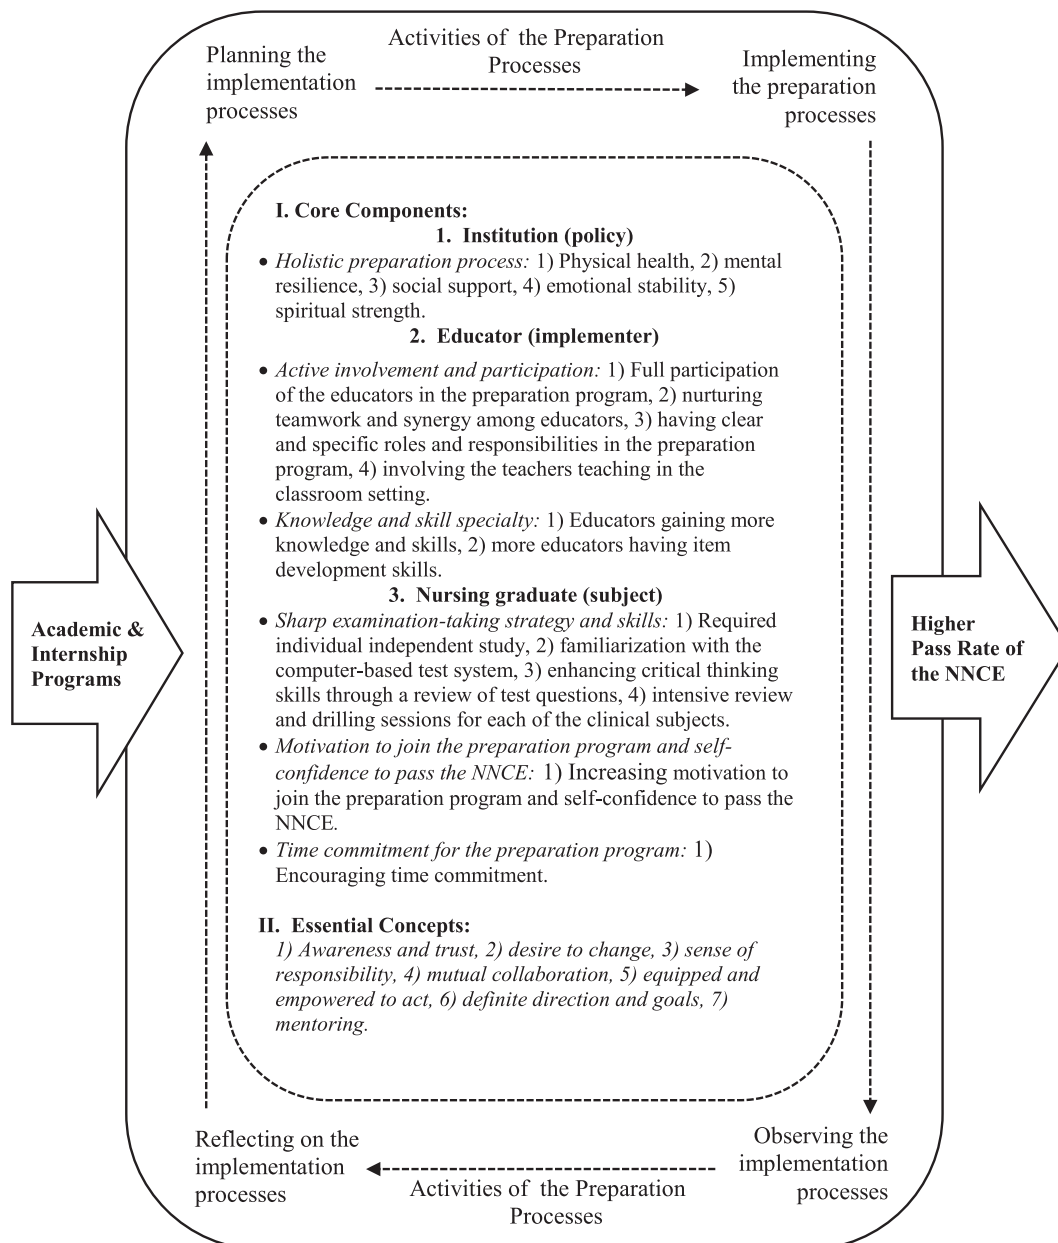 Activities of the Preparation
Processes
Planning the
implementation
processes
Implementing
the preparation
processes
I. Core Components:
1. Institution (policy)
• Holistic preparation process: 1) Physical health, 2) mental
resilience, 3) social support, 4) emotional stability, 5)
spiritual strength.
2. Educator (implementer)
• Active involvement and participation: 1) Full participation
of the educators in the preparation program, 2) nurturing
teamwork and synergy among educators, 3) having clear
and specific roles and responsibilities in the preparation
program, 4) involving the teachers teaching in the
classroom setting.
• Knowledge and skill specialty: 1) Educators gaining more
knowledge and skills, 2) more educators having item
development skills.
3. Nursing graduate (subject)
• Sharp examination-taking strategy and skills: 1) Required
individual independent study, 2) familiarization with the
computer-based test system, 3) enhancing critical thinking
skills through a review of test questions, 4) intensive review
and drilling sessions for each of the clinical subjects.
• Motivation to join the preparation program and self-
confidence to pass the NNCE: 1) Increasing motivation to
join the preparation program and self-confidence to pass the
NNCE.
• Time commitment for the preparation program: 1)
Encouraging time commitment.
II. Essential Concepts:
1) Awareness and trust, 2) desire to change, 3) sense of
responsibility, 4) mutual collaboration, 5) equipped and
empowered to act, 6) definite direction and goals, 7)
mentoring.
Academic &
Internship
Programs
Higher
Pass Rate of
the NNCE
Reflecting on the
implementation
processes
Activities of the Preparation
Processes
Observing the
implementation
processes